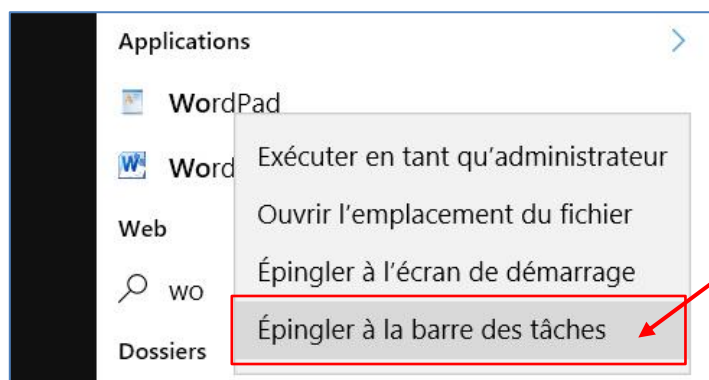 Applications
WordPad
Word
Exécuter en tant qu’administrateur
Ouvrir l’emplacement du fichier
Web
Épingler à l’écran de démarrage
wo
Épingler à la barre des tâches
Dossiers